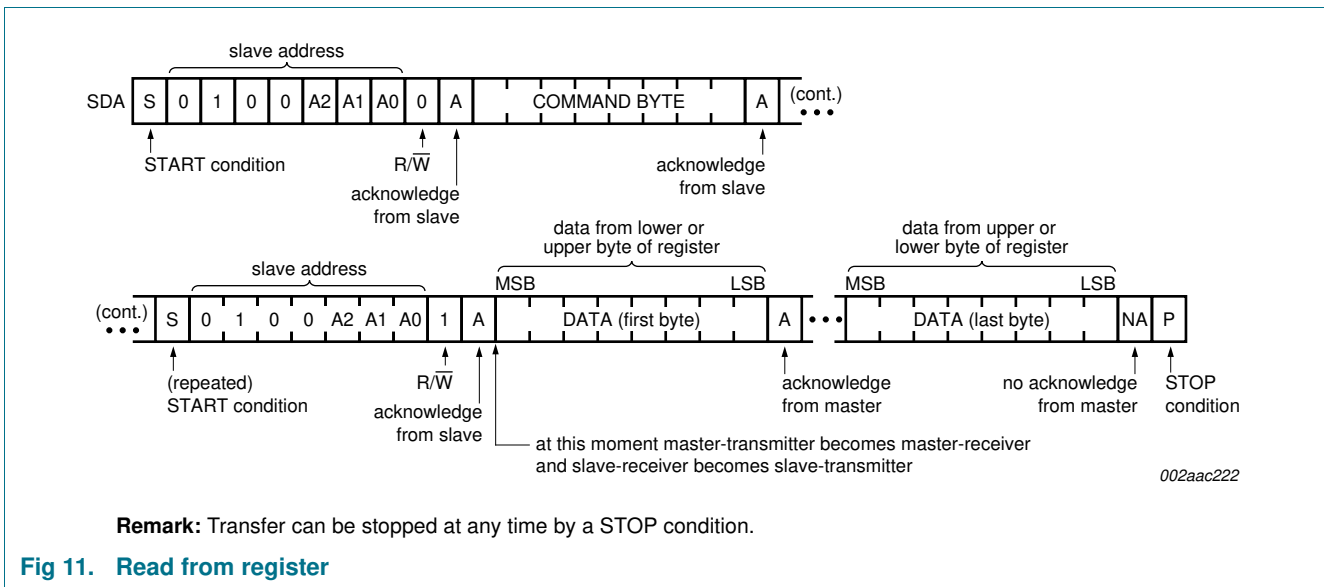 slave address
SDA S 0 1 0 0 A2 A1 A0 0 A COMMAND BYTE A (cont.)
START condition
R/W̅
acknowledge
from slave
acknowledge
from slave
data from lower or
upper byte of register
data from upper or
lower byte of register
slave address
MSB LSB MSB LSB
(cont.) S 0 1 0 0 A2 A1 A0 1 A DATA (first byte) A DATA (last byte) NA P
(repeated)
START condition
R/W̅
acknowledge
from slave
acknowledge
from master
no acknowledge
from master
STOP
condition
at this moment master-transmitter becomes master-receiver
and slave-receiver becomes slave-transmitter
002aac222
Remark: Transfer can be stopped at any time by a STOP condition.
Fig 11. Read from register